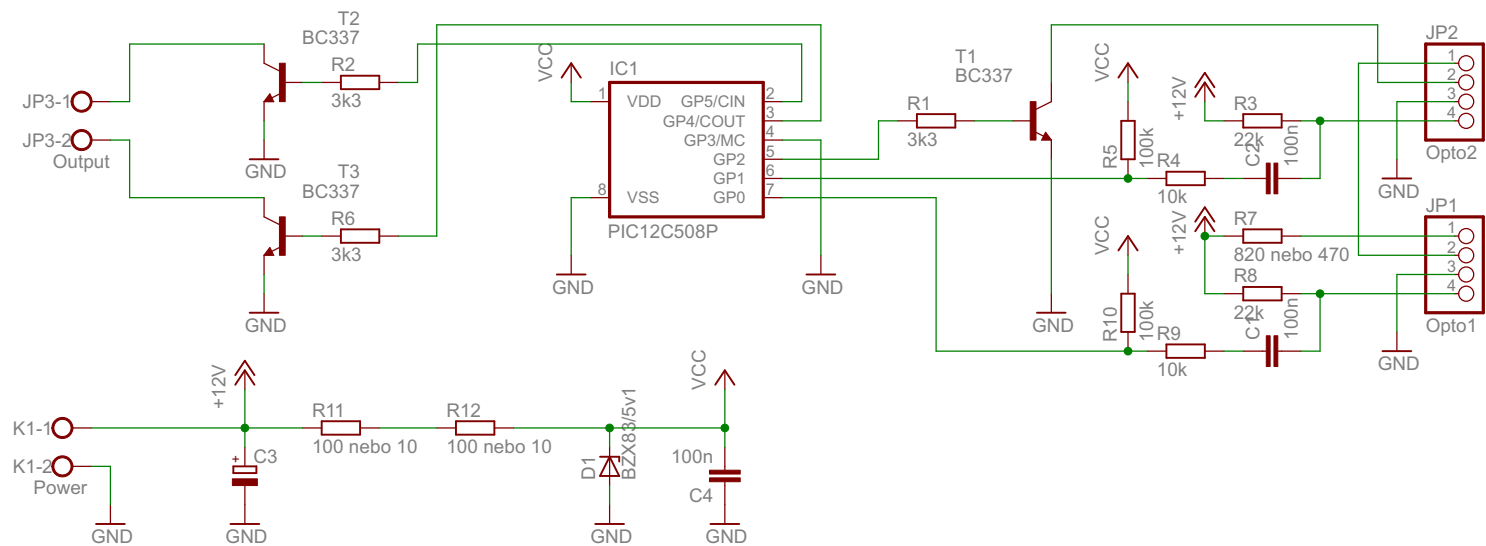 T2
BC337
R2
3k3
JP3-1
JP3-2
Output
GND
T3
BC337
R6
3k3
GND
VCC
IC1
1 VDD GP5/CIN 2
GP4/COUT 3
GP3/MC 4
GP2 5
GP1 6
8 VSS GP0 7
PIC12C508P
GND
GND
R1
3k3
T1
BC337
GND
VCC
R5
100k
R4
10k
+12V
R3
22k
C2
100n
JP2
1
2
3
4
Opto2
GND
VCC
R10
100k
R9
10k
+12V
R7
820 nebo 470
R8
22k
C1
100n
JP1
1
2
3
4
Opto1
GND
+12V
K1-1
K1-2
Power
GND
+
C3
GND
R11
100 nebo 10
R12
100 nebo 10
D1
BZX83/5v1
GND
VCC
100n
C4
GND